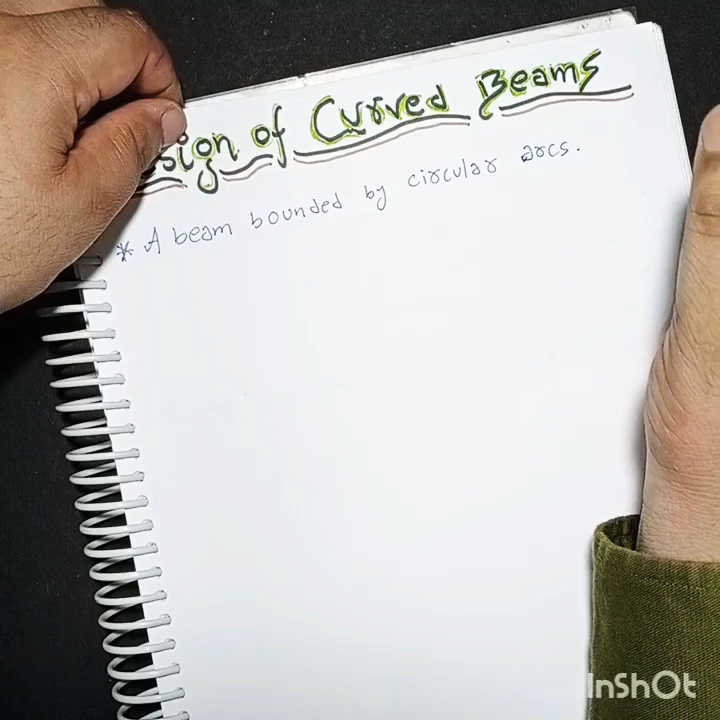 sign of Curved Beams
* A beam bounded by circular arcs.
InShOt